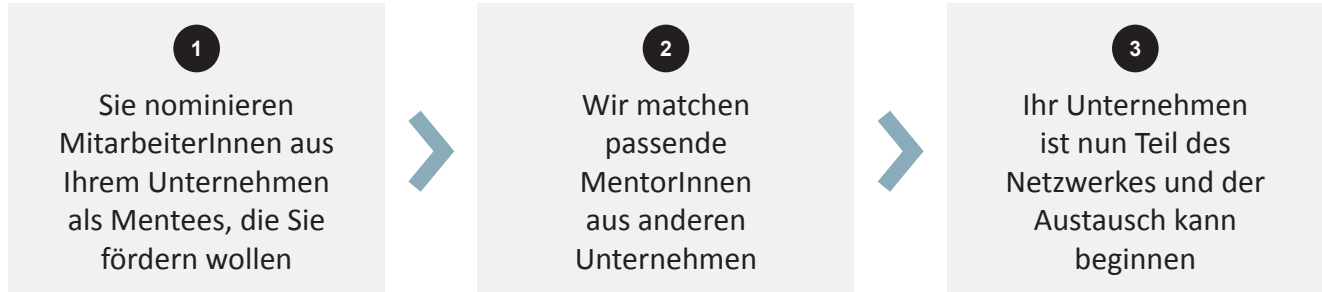 1
Sie nominieren
MitarbeiterInnen aus
Ihrem Unternehmen
als Mentees, die Sie
fördern wollen
2
Wir matchen
passende
MentorInnen
aus anderen
Unternehmen
3
Ihr Unternehmen
ist nun Teil des
Netzwerkes und der
Austausch kann
beginnen